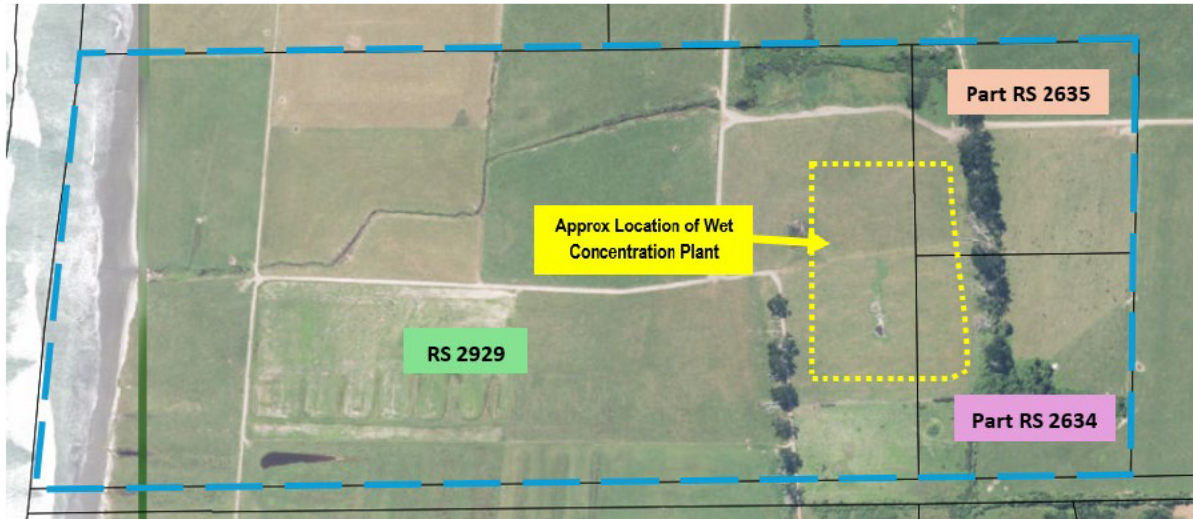 Part RS 2635
Approx Location of Wet
Concentration Plant
RS 2929
Part RS 2634